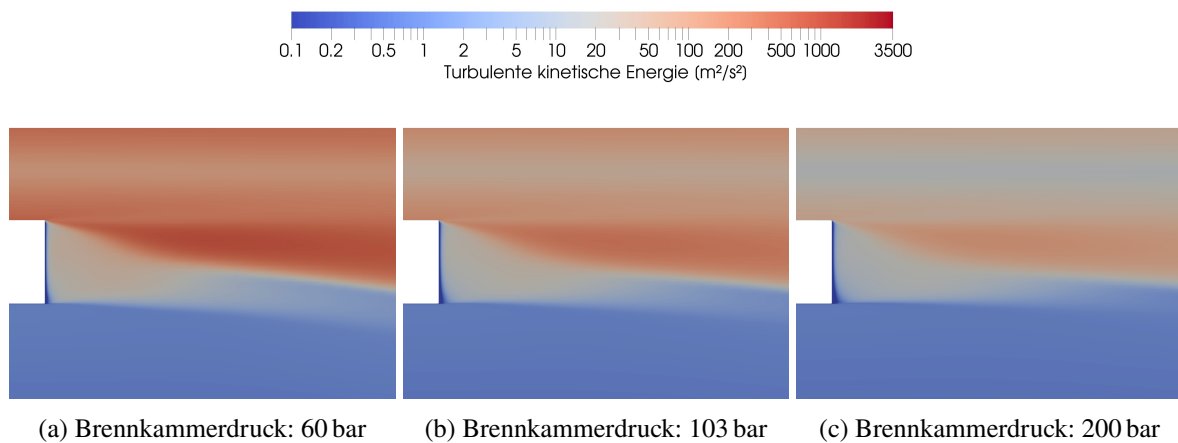 0.1 0.2 0.5 1 2 5 10 20 50 100 200 500 1000 3500
Turbulente kinetische Energie (m²/s²)
(a) Brennkammerdruck: 60 bar (b) Brennkammerdruck: 103 bar (c) Brennkammerdruck: 200 bar